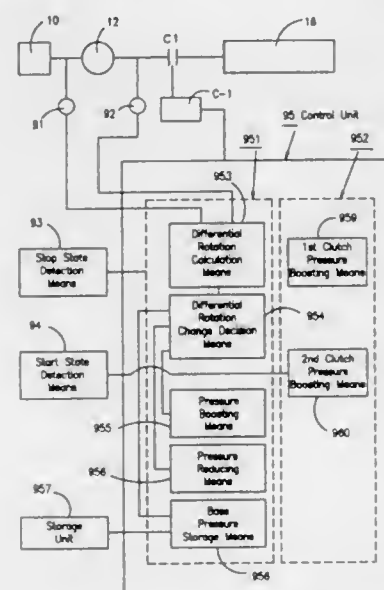 10
12
C1
18
C-1
91
92
951
95 Control Unit
952
953
93
Stop State
Detection
Means
Differential
Rotation
Calculation
Means
959
1st Clutch
Pressure
Boosting Means
94
Start State
Detection
Means
Differential
Rotation
Change Decision
Means
954
2nd Clutch
Pressure
Boosting Means
960
955
Pressure
Boosting
Means
956
Pressure
Reducing
Means
957
Storage
Unit
Base
Pressure
Storage Means
956